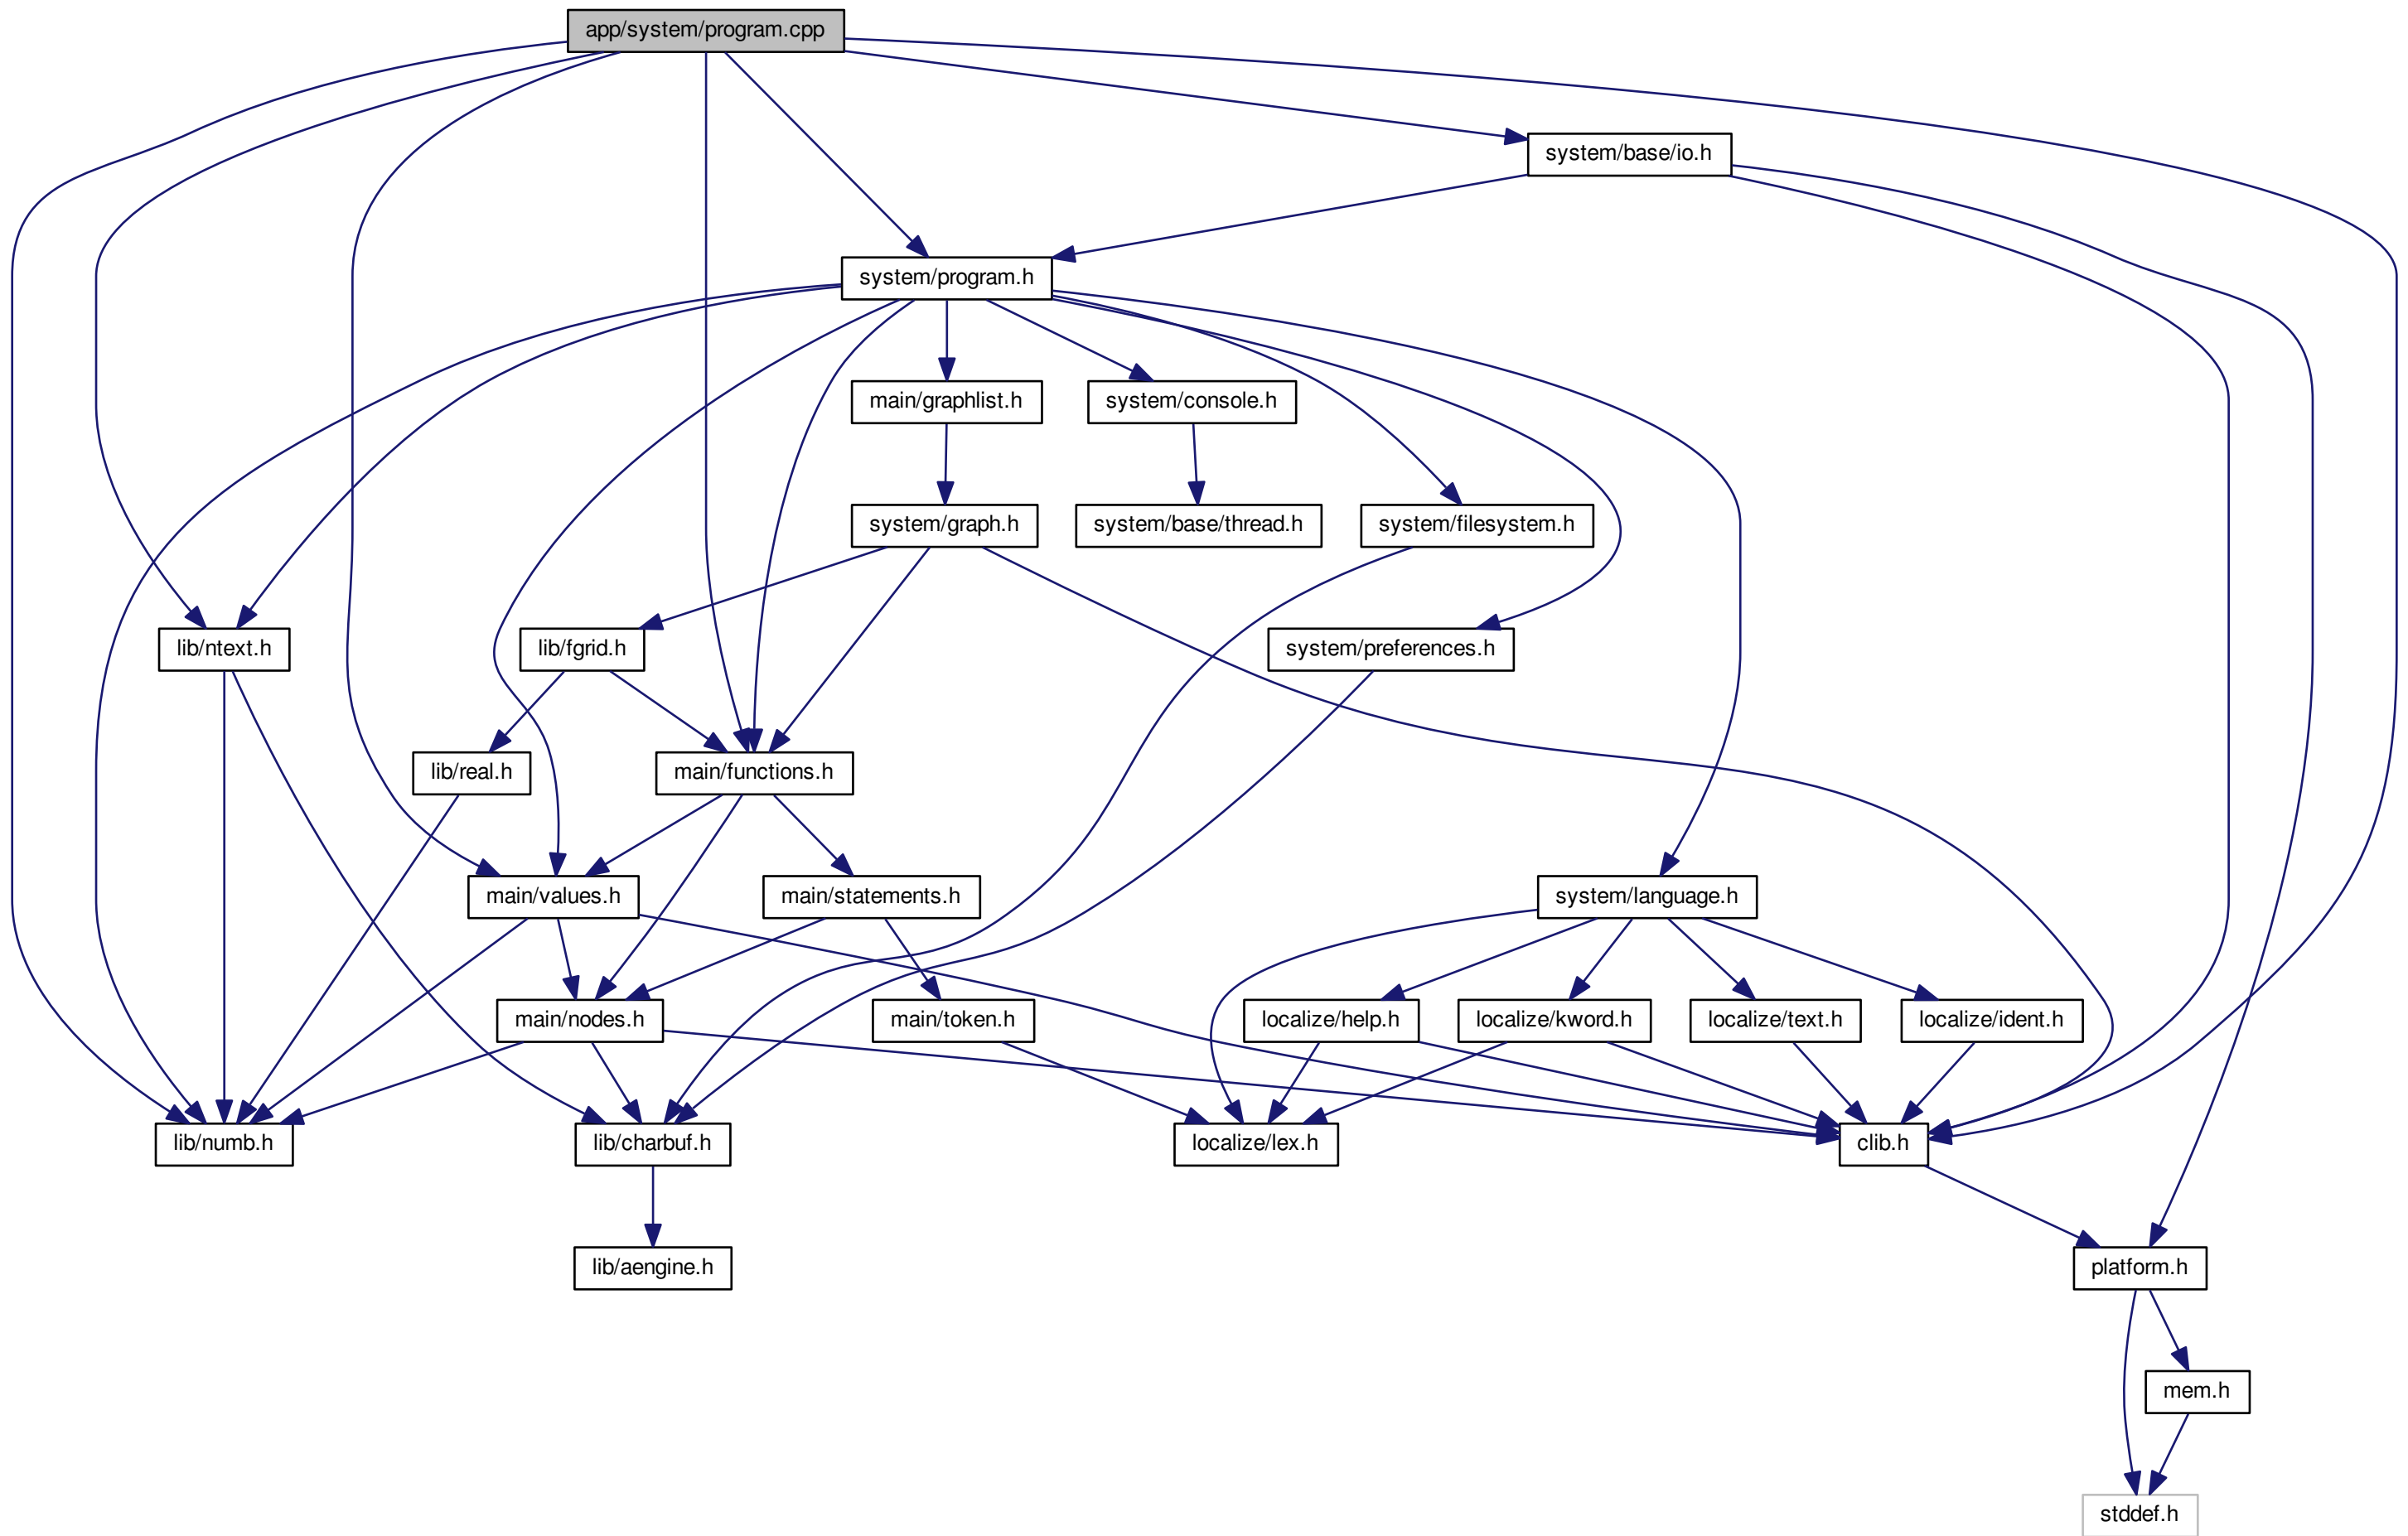 app/system/program.cpp
system/base/io.h
system/program.h
main/graphlist.h
system/console.h
system/graph.h
system/base/thread.h
system/filesystem.h
lib/ntext.h
lib/fgrid.h
system/preferences.h
lib/real.h
main/functions.h
main/values.h
main/statements.h
system/language.h
main/nodes.h
main/token.h
localize/help.h
localize/kword.h
localize/text.h
localize/ident.h
lib/numb.h
lib/charbuf.h
localize/lex.h
clib.h
lib/aengine.h
platform.h
mem.h
stddef.h